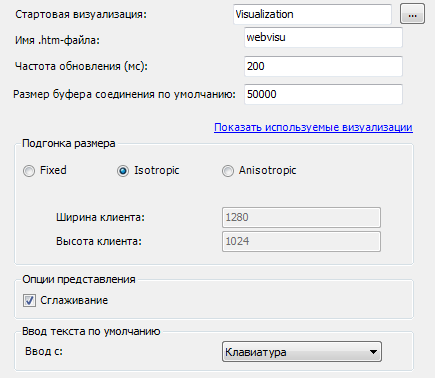 Стартовая визуализация: Visualization ...
Имя .htm-файла: webvisu
Частота обновления (мс): 200
Размер буфера соединения по умолчанию: 50000
Показать используемые визуализации
Подгонка размера
Fixed Isotropic Anisotropic
Ширина клиента: 1280
Высота клиента: 1024
Опции представления
Сглаживание
Ввод текста по умолчанию
Ввод с: Клавиатура